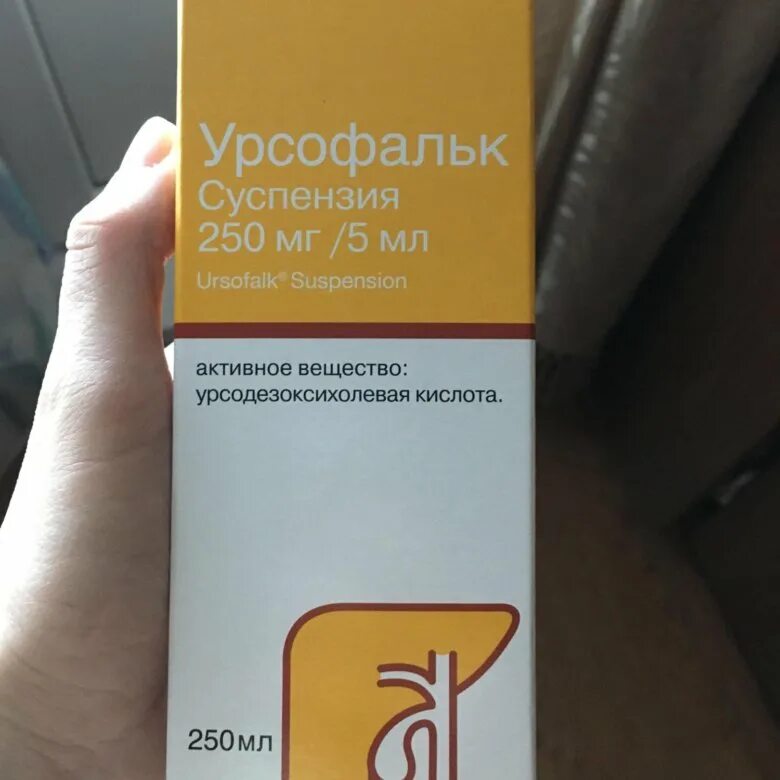 Урсофальк
Суспензия
250 мг /5 мл
Ursofalk® Suspension
активное вещество:
урсодезоксихолевая кислота.
250мл